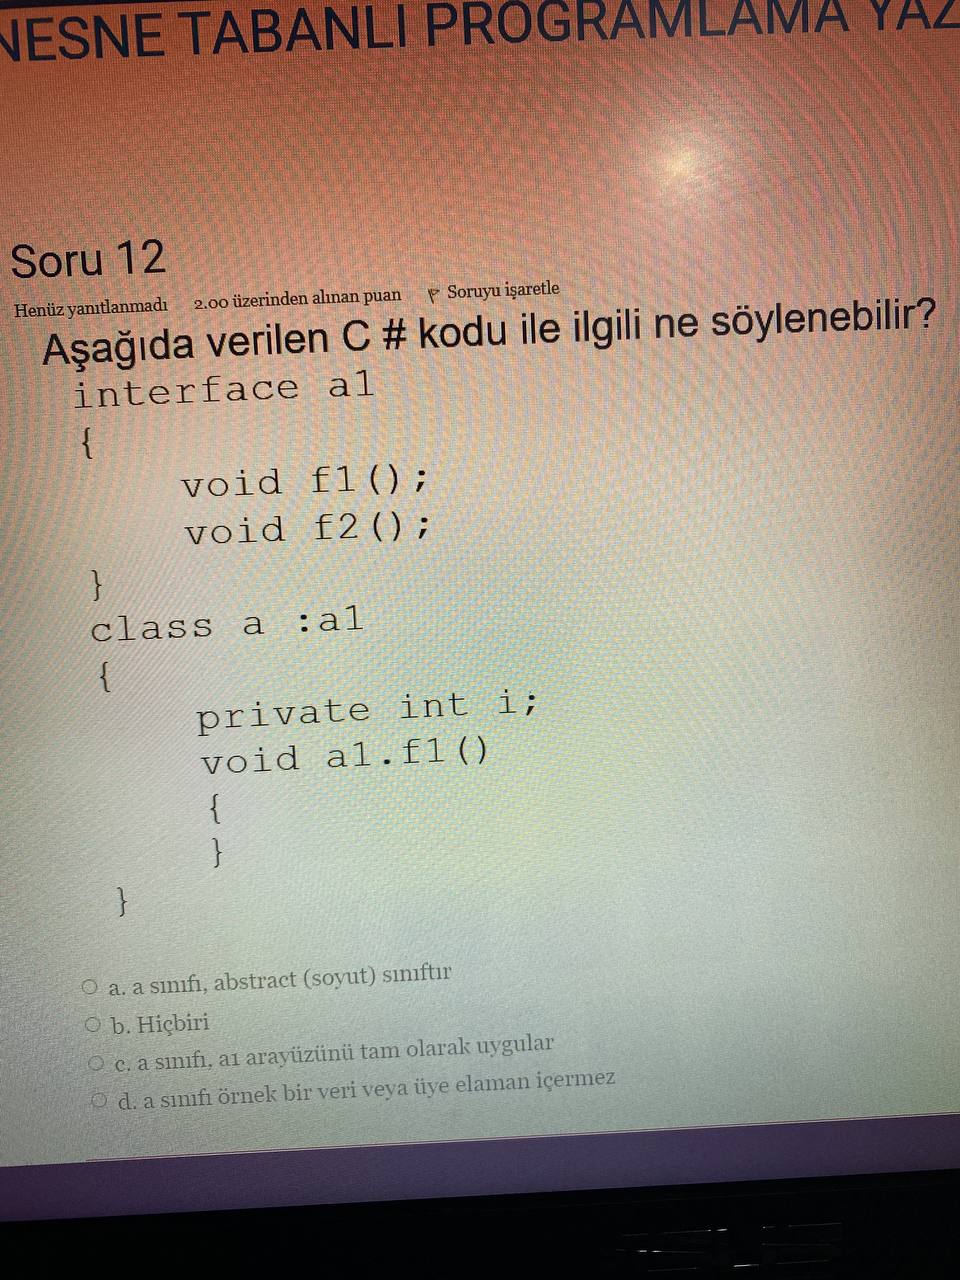 NESNE TABANLI PROGRAMLAMA YAZ
Soru 12
Henüz yanıtlanmadı 2.00 üzerinden alınan puan Soruyu işaretle
Aşağıda verilen C # kodu ile ilgili ne söylenebilir?
interface a1
{
void f1();
void f2();
}
class a :a1
{
private int i;
void a1.f1()
{
}
}
a. a sınıfı, abstract (soyut) sınıftır
b. Hiçbiri
c. a sınıfı, a1 arayüzünü tam olarak uygular
d. a sınıfı örnek bir veri veya üye elaman içermez